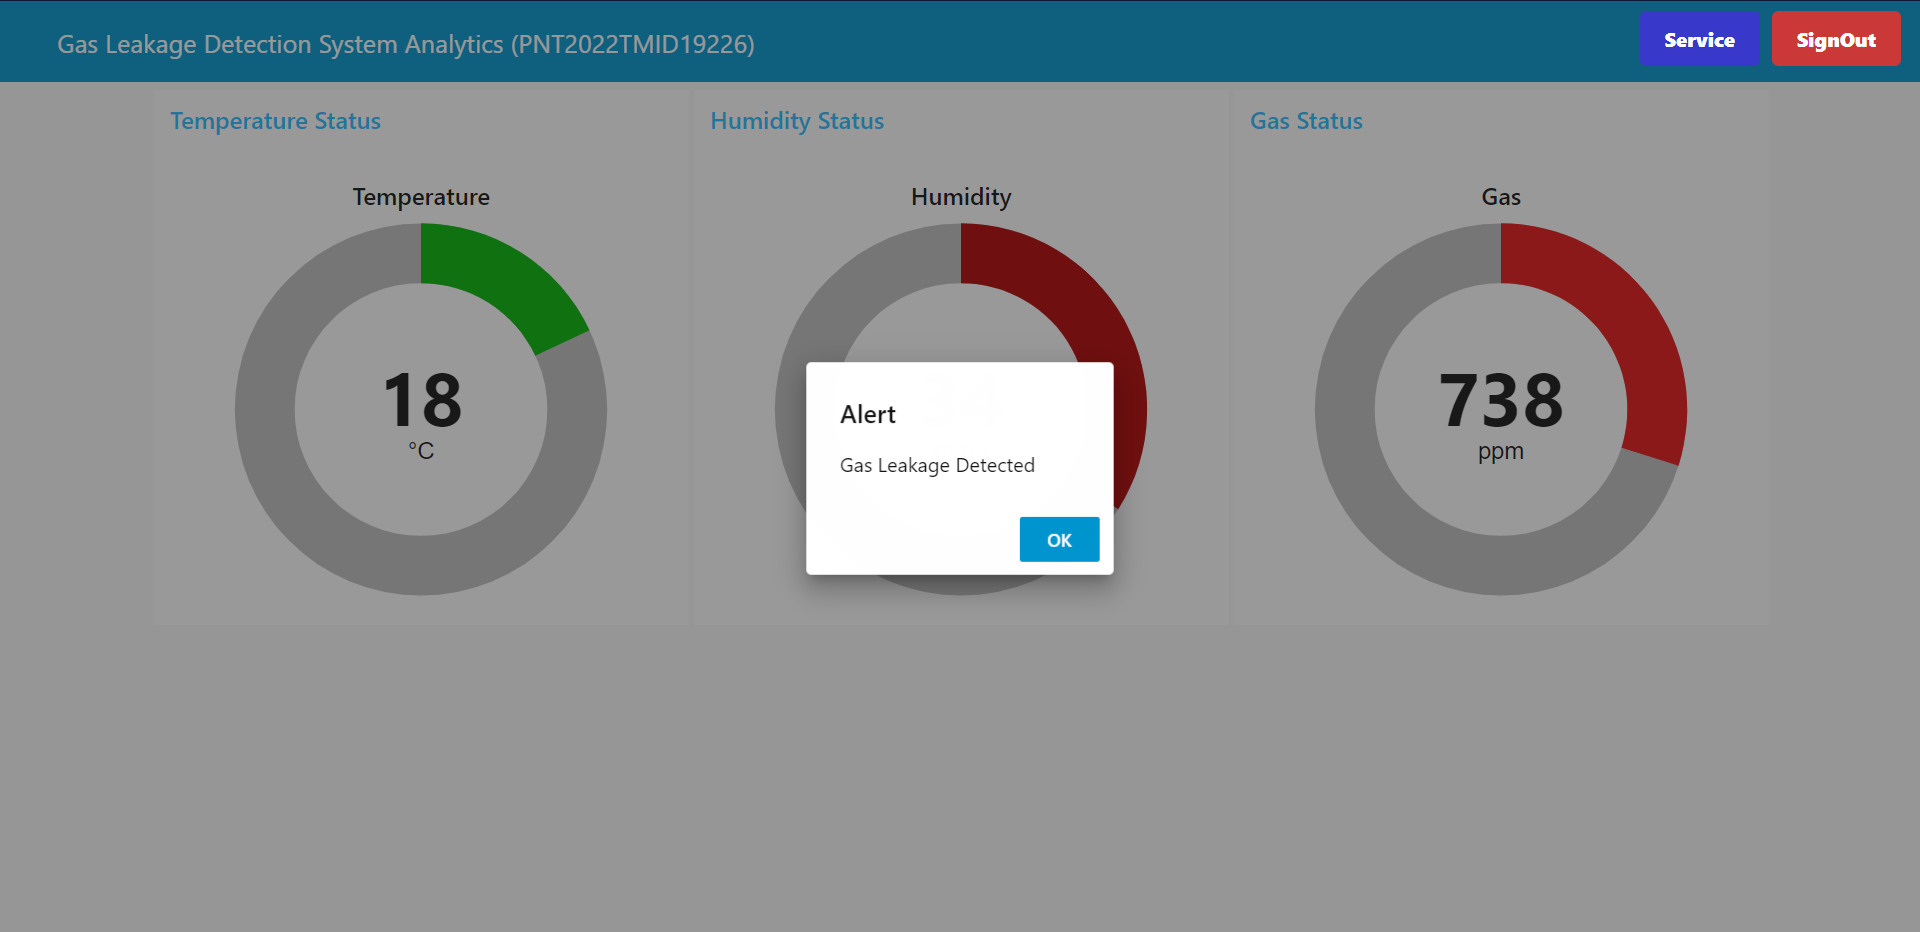 Gas Leakage Detection System Analytics (PNT2022TMID19226)
Service
SignOut
Temperature Status
Humidity Status
Gas Status
Temperature
18
°C
Humidity
Gas
738
ppm
Alert
Gas Leakage Detected
OK